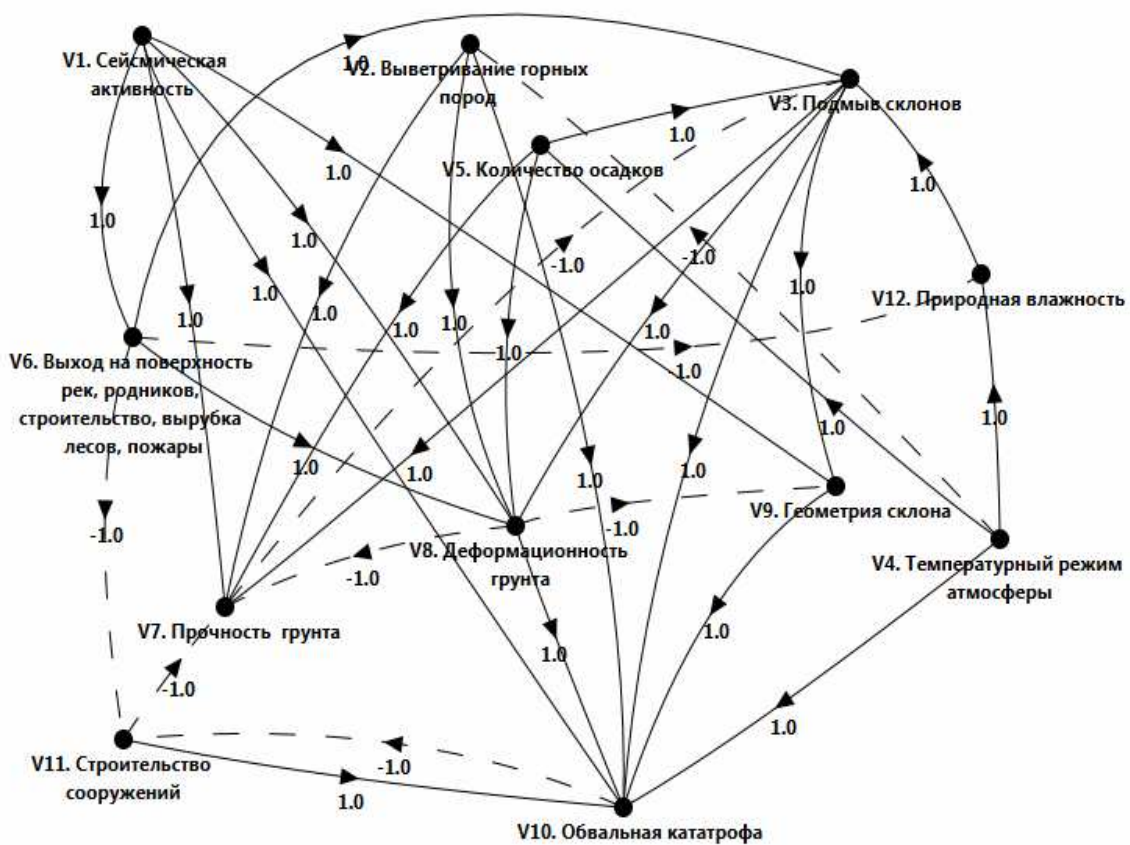 V1. Сейсмическая
активность
1.0
V2. Выветривание горных
пород
V3. Подмыв склонов
1.0
V5. Количество осадков
1.0
1.0
1.0
1.0
-1.0
-1.0
1.0
1.0
1.0
V12. Природная влажность
1.0
1.0
1.0
1.0
1.0
1.0
1.0
-1.0
V6. Выход на поверхность
рек, родников,
строительство, вырубка
лесов, пожары
1.0
1.0
1.0
1.0
1.0
1.0
V9. Геометрия склона
-1.0
-1.0
V8. Деформационность
грунта
-1.0
V4. Температурный режим
атмосферы
V7. Прочность грунта
1.0
1.0
-1.0
1.0
V11. Строительство
сооружений
-1.0
1.0
V10. Обвальная кататрофа